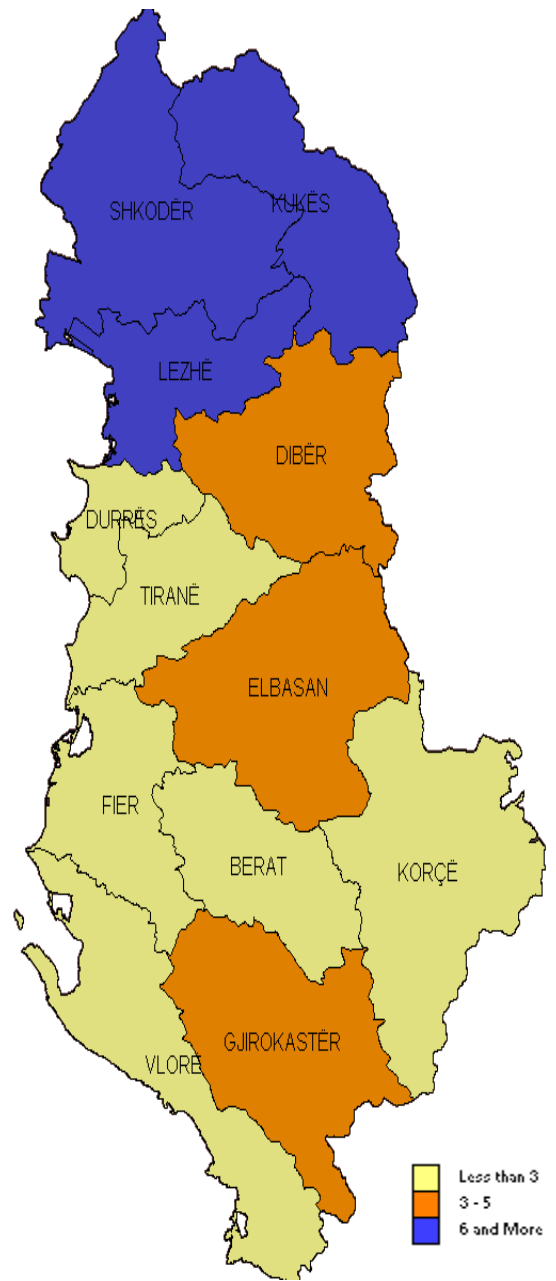 SHKODËR
KUKËS
LEZHË
DIBËR
DURRËS
TIRANË
ELBASAN
FIER
BERAT
KORÇË
GJIROKASTËR
VLORË
Less than 3
3 - 5
6 and More